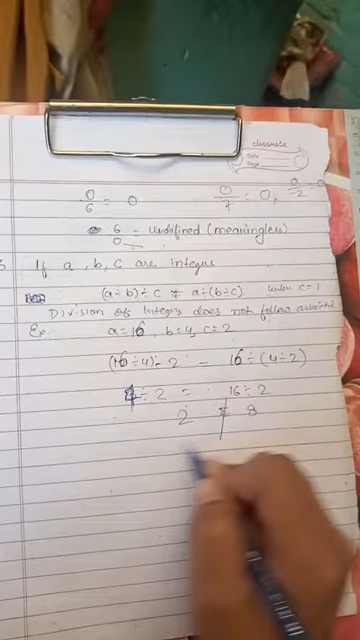 classmate
Date
Page
0/6 = 0   0/7 = 0, 0/-2 = 0
6/0 = undefined (meaningless)
If a, b, c are integers
(a÷b)÷c ≠ a÷(b÷c) unless c=1
Division of Integers does not follow
Ex: a=16, b=4, c=2
(16÷4)÷2 = 16÷(4÷2)
4÷2 = 16÷2
2 ≠ 8